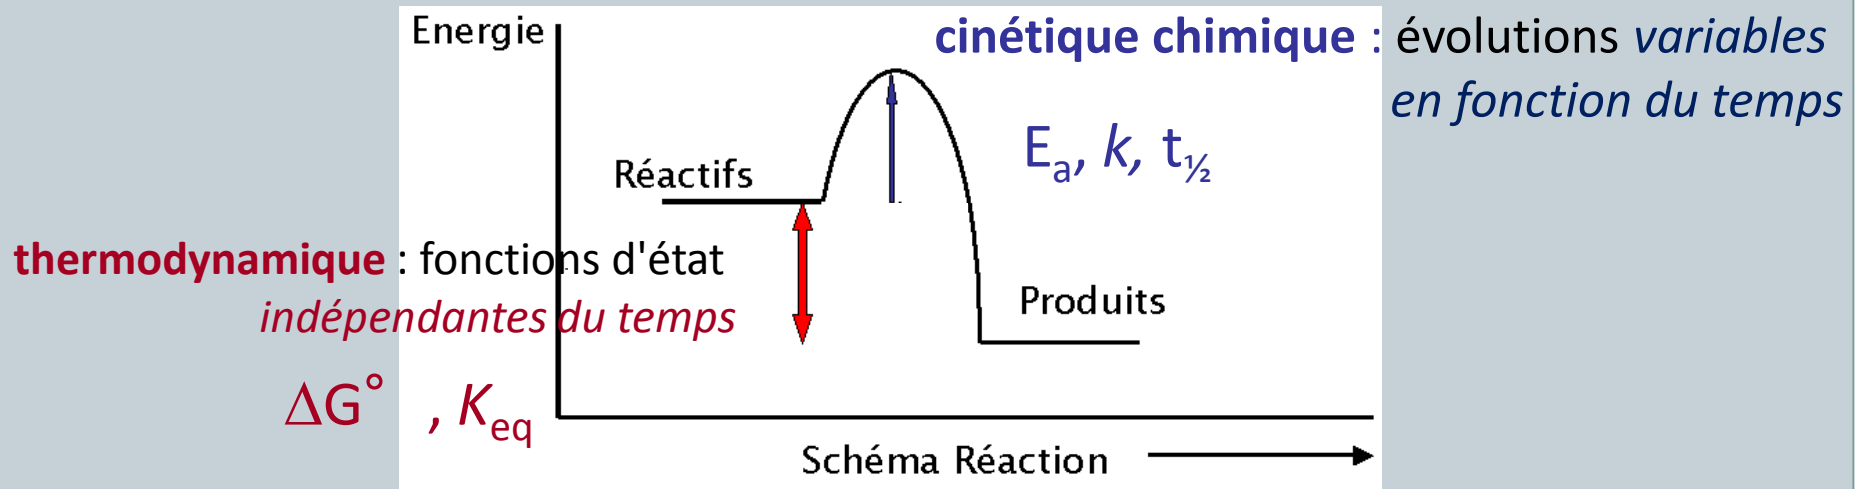 Energie
cinétique chimique : évolutions variables
en fonction du temps
Eₐ, k, t½
Réactifs
thermodynamique : fonctions d'état
indépendantes du temps
Produits
ΔG° , Keq
Schéma Réaction